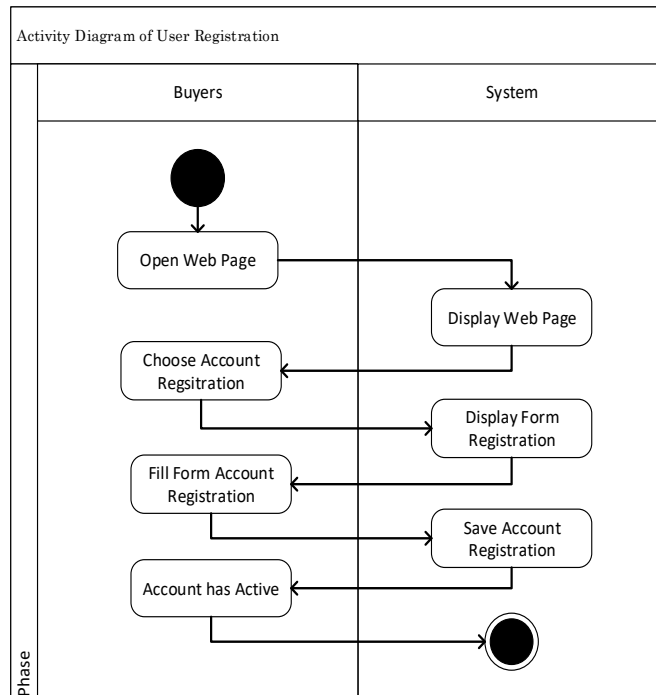 Activity Diagram of User Registration
Buyers
System
Open Web Page
Display Web Page
Choose Account
Regsitration
Display Form
Registration
Fill Form Account
Registration
Save Account
Registration
Account has Active
Phase